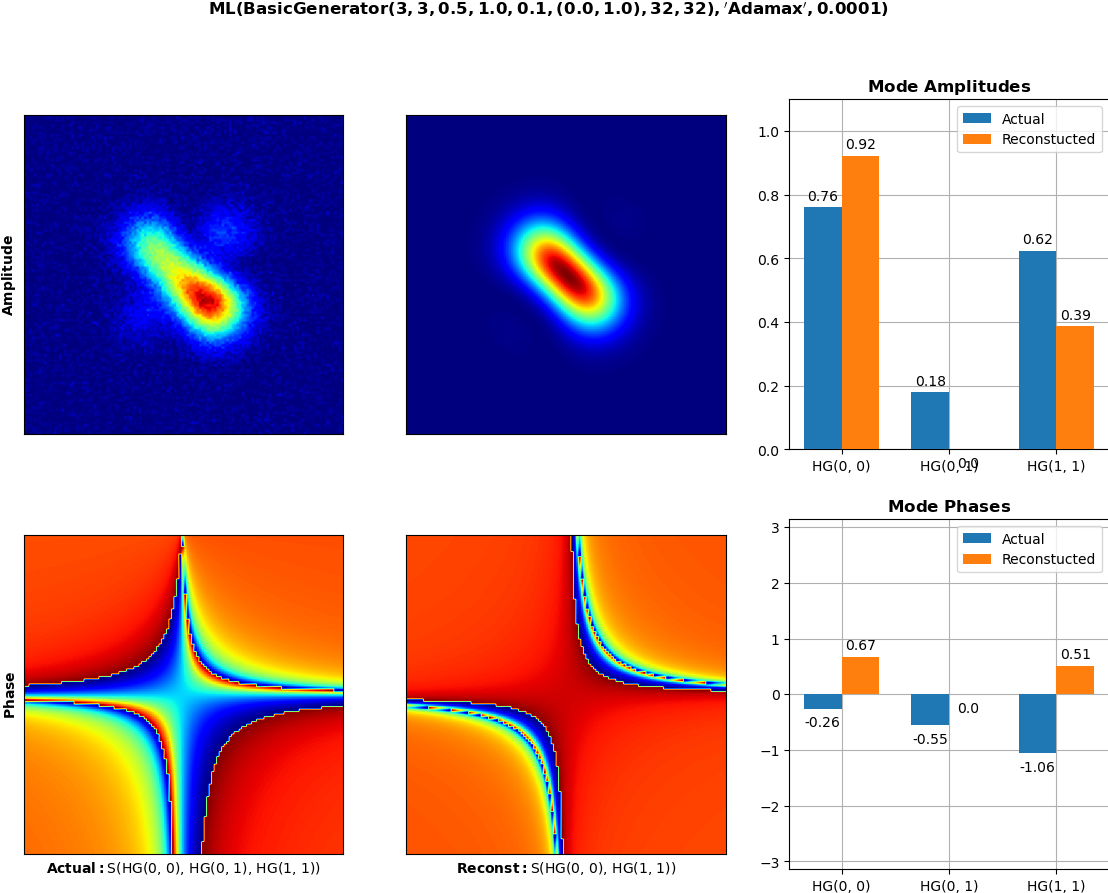 ML(BasicGenerator(3, 3, 0.5, 1.0, 0.1, (0.0, 1.0), 32, 32), 'Adamax', 0.0001)
Amplitude
Mode Amplitudes
Actual
Reconstucted
1.0
0.8
0.6
0.4
0.2
0.0
0.76
0.92
0.18
0.0
0.62
0.39
HG(0, 0)
HG(0, 1)
HG(1, 1)
Phase
Actual: S(HG(0, 0), HG(0, 1), HG(1, 1))
Reconst: S(HG(0, 0), HG(1, 1))
Mode Phases
Actual
Reconstucted
3
2
1
0
−1
−2
−3
-0.26
0.67
-0.55
0.0
-1.06
0.51
HG(0, 0)
HG(0, 1)
HG(1, 1)